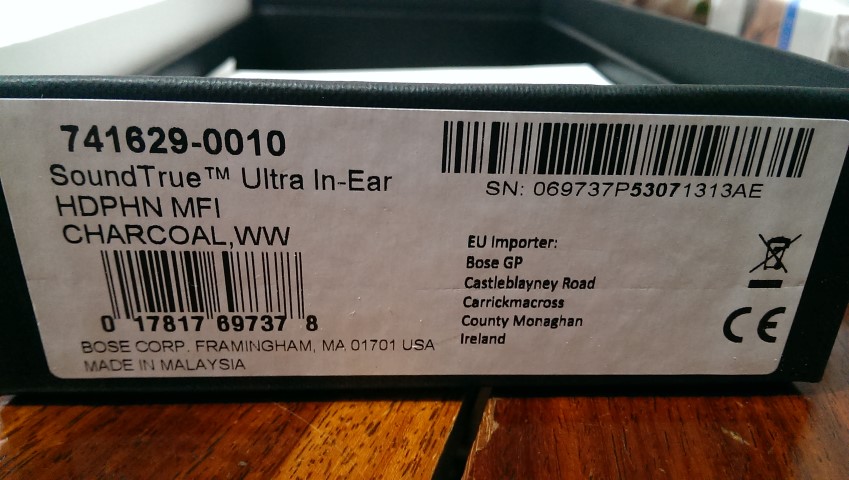 741629-0010
SoundTrue™ Ultra In-Ear
HDPHN MFI
CHARCOAL,WW
0 17817 69737 8
BOSE CORP. FRAMINGHAM, MA 01701 USA
MADE IN MALAYSIA
SN: 069737P53071313AE
EU Importer:
Bose GP
Castleblayney Road
Carrickmacross
County Monaghan
Ireland
CE